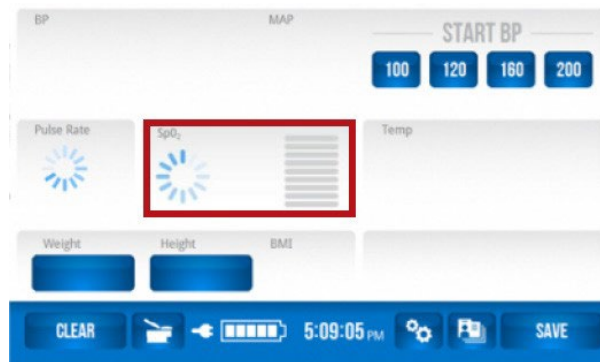 BP MAP
START BP
100 120 160 200
Pulse Rate SpO₂ Temp
Weight Height BMI
CLEAR 5:09:05 PM SAVE